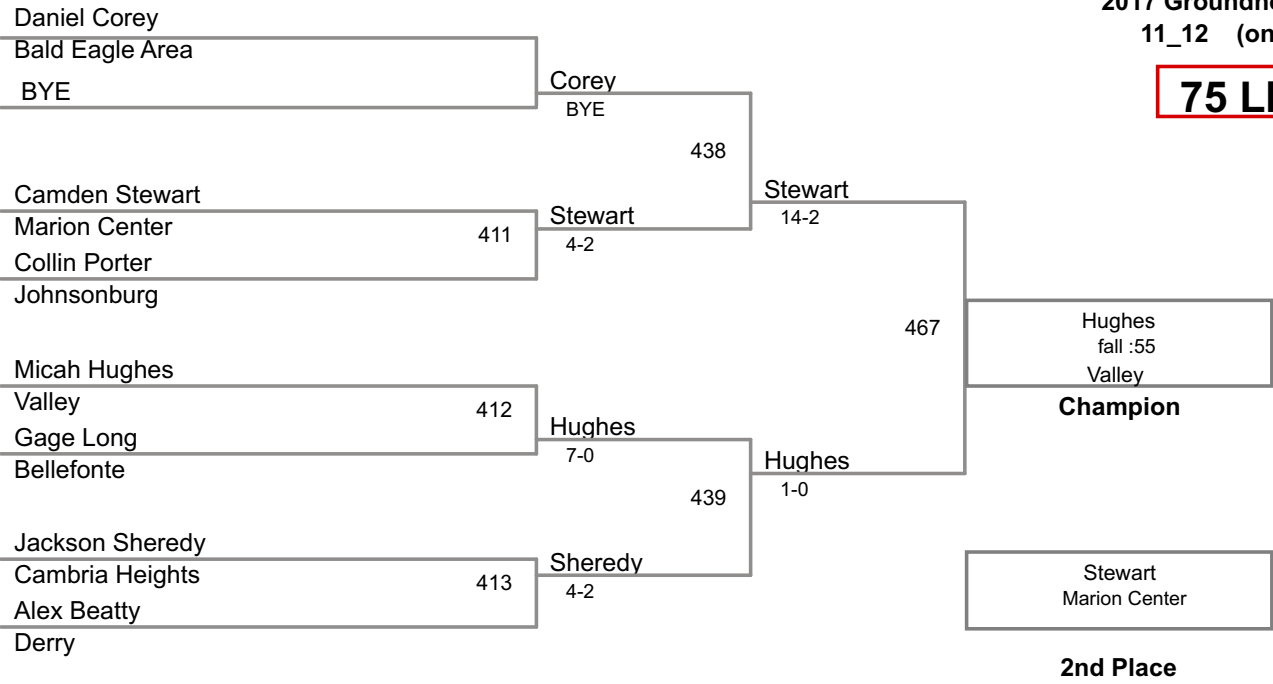 Daniel Corey
Bald Eagle Area
BYE
Camden Stewart
Marion Center
Collin Porter
Johnsonburg
Micah Hughes
Valley
Gage Long
Bellefonte
Jackson Sheredy
Cambria Heights
Alex Beatty
Derry
411
412
413
Corey
BYE
Stewart
4-2
Hughes
7-0
Sheredy
4-2
438
439
Stewart
14-2
Hughes
1-0
467
2017
11_12 (on
75
Hughes
fall :55
Valley
Champion
Stewart
Marion Center
2nd Place